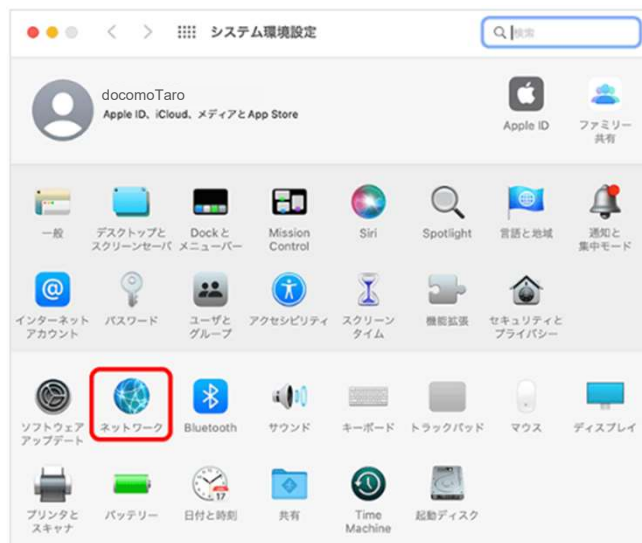 システム環境設定
検索
docomoTaro
Apple ID、iCloud、メディアとApp Store
Apple ID
ファミリー
共有
一般
デスクトップと
スクリーンセーバ
Dockと
メニューバー
Mission
Control
Siri
Spotlight
言語と地域
通知と
集中モード
インターネット
アカウント
パスワード
ユーザと
グループ
アクセシビリティ
スクリーン
タイム
機能拡張
セキュリティと
プライバシー
ソフトウェア
アップデート
ネットワーク
Bluetooth
サウンド
キーボード
トラックパッド
マウス
ディスプレイ
プリンタと
スキャナ
バッテリー
17
日付と時刻
共有
Time
Machine
起動ディスク